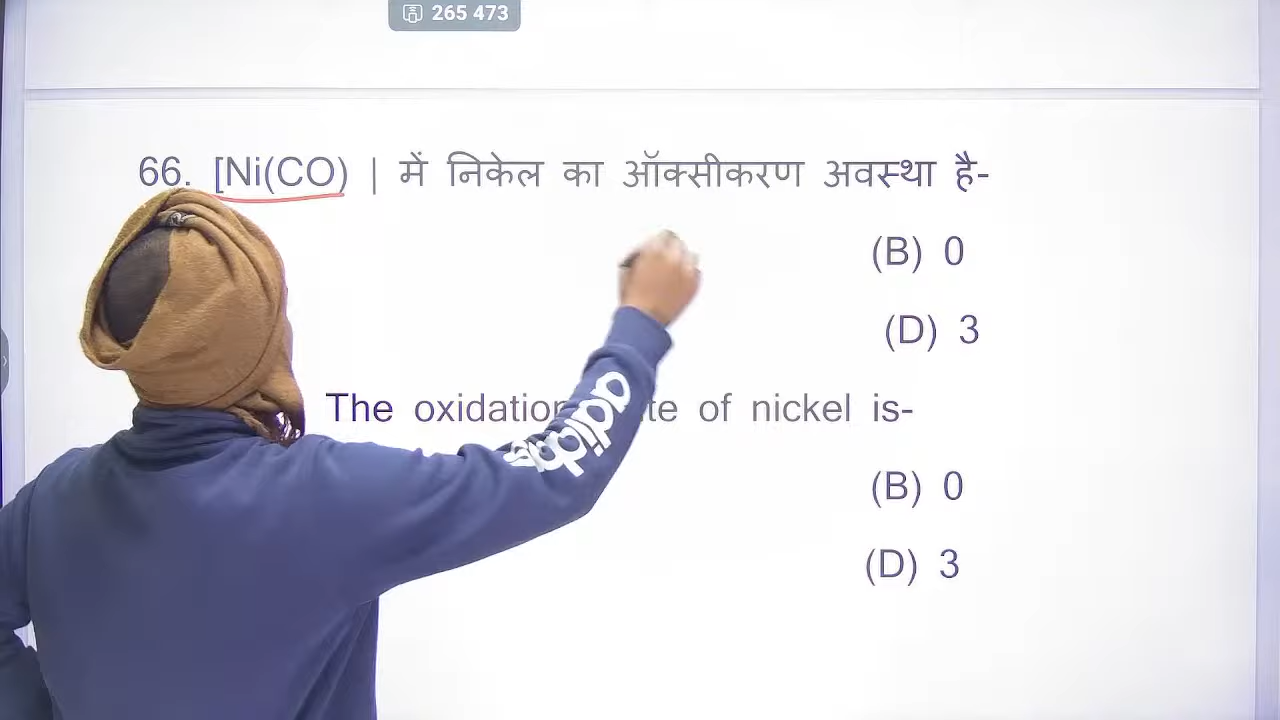 265 473
66. [Ni(CO) | में निकेल का ऑक्सीकरण अवस्था है-
(B) 0
(D) 3
The oxidation te of nickel is-
adidas
(B) 0
(D) 3